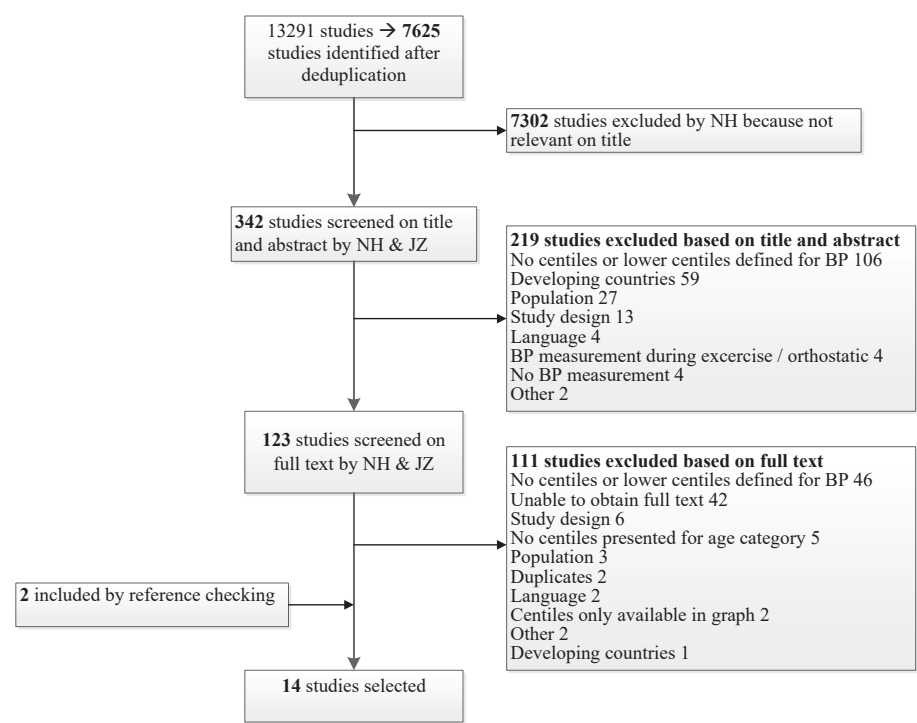 13291 studies → 7625
studies identified after
deduplication
7302 studies excluded by NH because not
relevant on title
342 studies screened on title
and abstract by NH & JZ
219 studies excluded based on title and abstract
No centiles or lower centiles defined for BP 106
Developing countries 59
Population 27
Study design 13
Language 4
BP measurement during excercise / orthostatic 4
No BP measurement 4
Other 2
123 studies screened on
full text by NH & JZ
111 studies excluded based on full text
No centiles or lower centiles defined for BP 46
Unable to obtain full text 42
Study design 6
No centiles presented for age category 5
Population 3
Duplicates 2
Language 2
Centiles only available in graph 2
Other 2
Developing countries 1
2 included by reference checking
14 studies selected